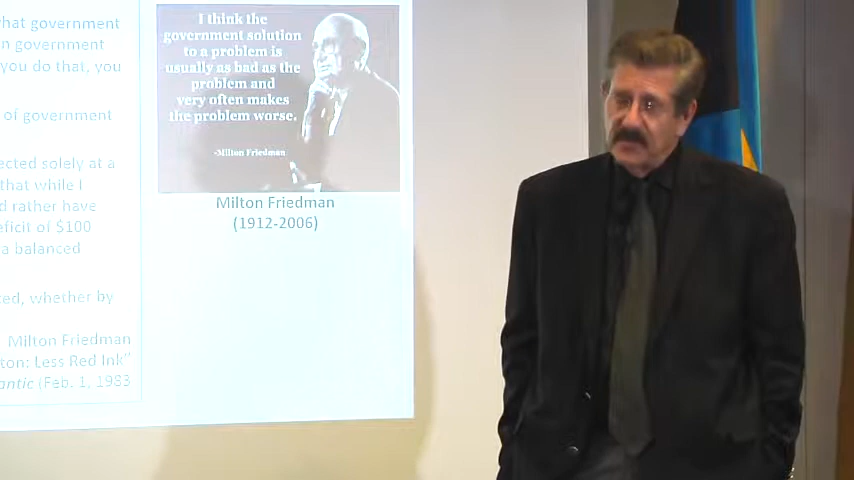 what government
n government
you do that, you
of government
ected solely at a
that while I
d rather have
eficit of $100
a balanced
ted, whether by
Milton Friedman
ton: Less Red Ink"
antic (Feb. 1, 1983
I think the
government solution
to a problem is
usually as bad as the
problem and
very often makes
the problem worse.
-Milton Friedman
Milton Friedman
(1912-2006)